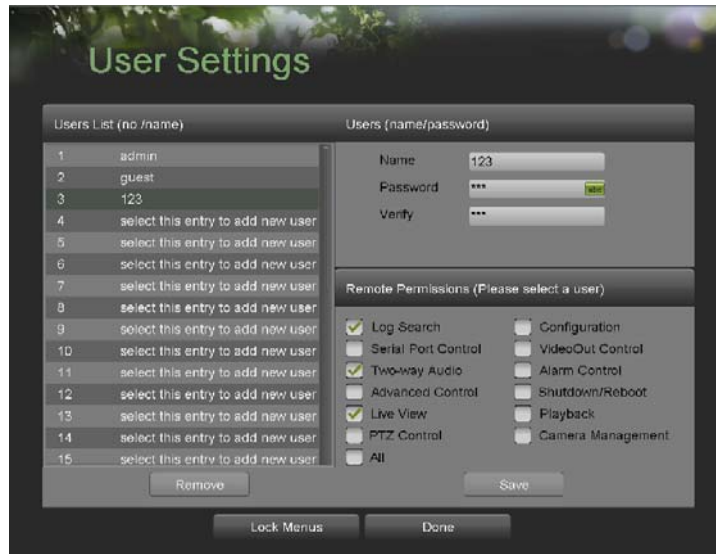 User Settings
Users List (no /name)
1 admin
2 guest
3 123
4 select this entry to add new user
5 select this entry to add new user
6 select this entry to add new user
7 select this entry to add new user
8 select this entry to add new user
9 select this entry to add new user
10 select this entry to add new user
11 select this entry to add new user
12 select this entry to add new user
13 select this entry to add new user
14 select this entry to add new user
15 select this entry to add new user
Remove
Users (name/password)
Name 123
Password ***
Verify ***
Remote Permissions (Please select a user)
Log Search Configuration
Serial Port Control VideoOut Control
Two-way Audio Alarm Control
Advanced Control Shutdown/Reboot
Live View Playback
PTZ Control Camera Management
All
Save
Lock Menus Done